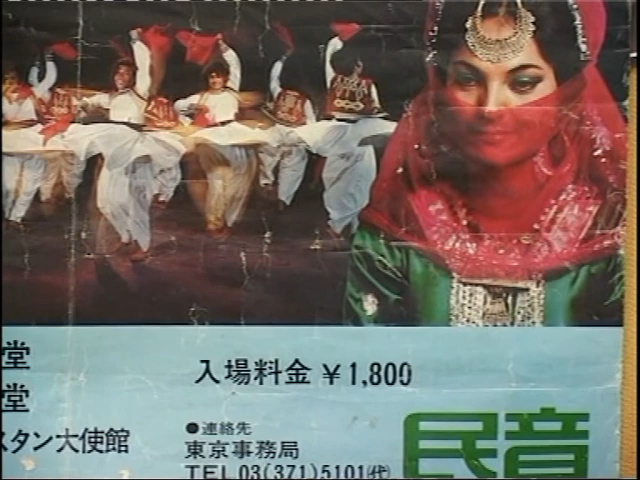 堂
堂
スタン大使館
入場料金 ¥1,800
●連絡先
東京事務局
TEL.03(371)5101㈹
民音